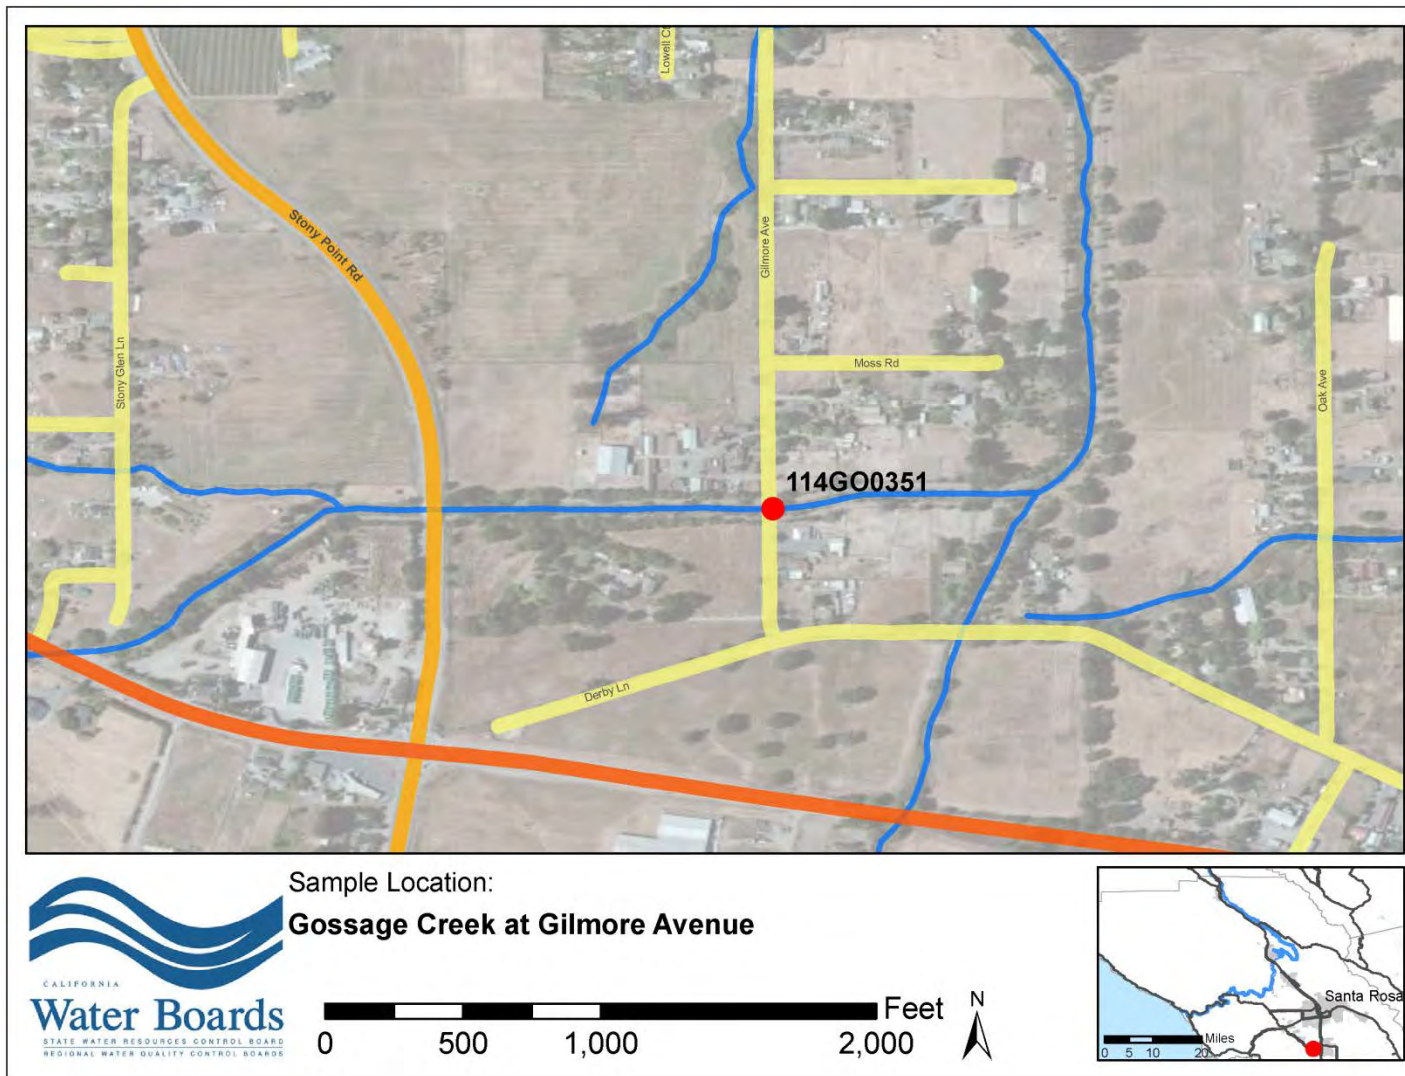 Lowell C
Stony Point Rd
Gilmore Ave
Stony Glen Ln
Moss Rd
Oak Ave
114GO0351
Derby Ln
Sample Location:
Gossage Creek at Gilmore Avenue
CALIFORNIA
Water Boards
STATE WATER RESOURCES CONTROL BOARD
REGIONAL WATER QUALITY CONTROL BOARDS
Feet
0 500 1,000 2,000
N
Santa Rosa
Miles
0 5 10 20